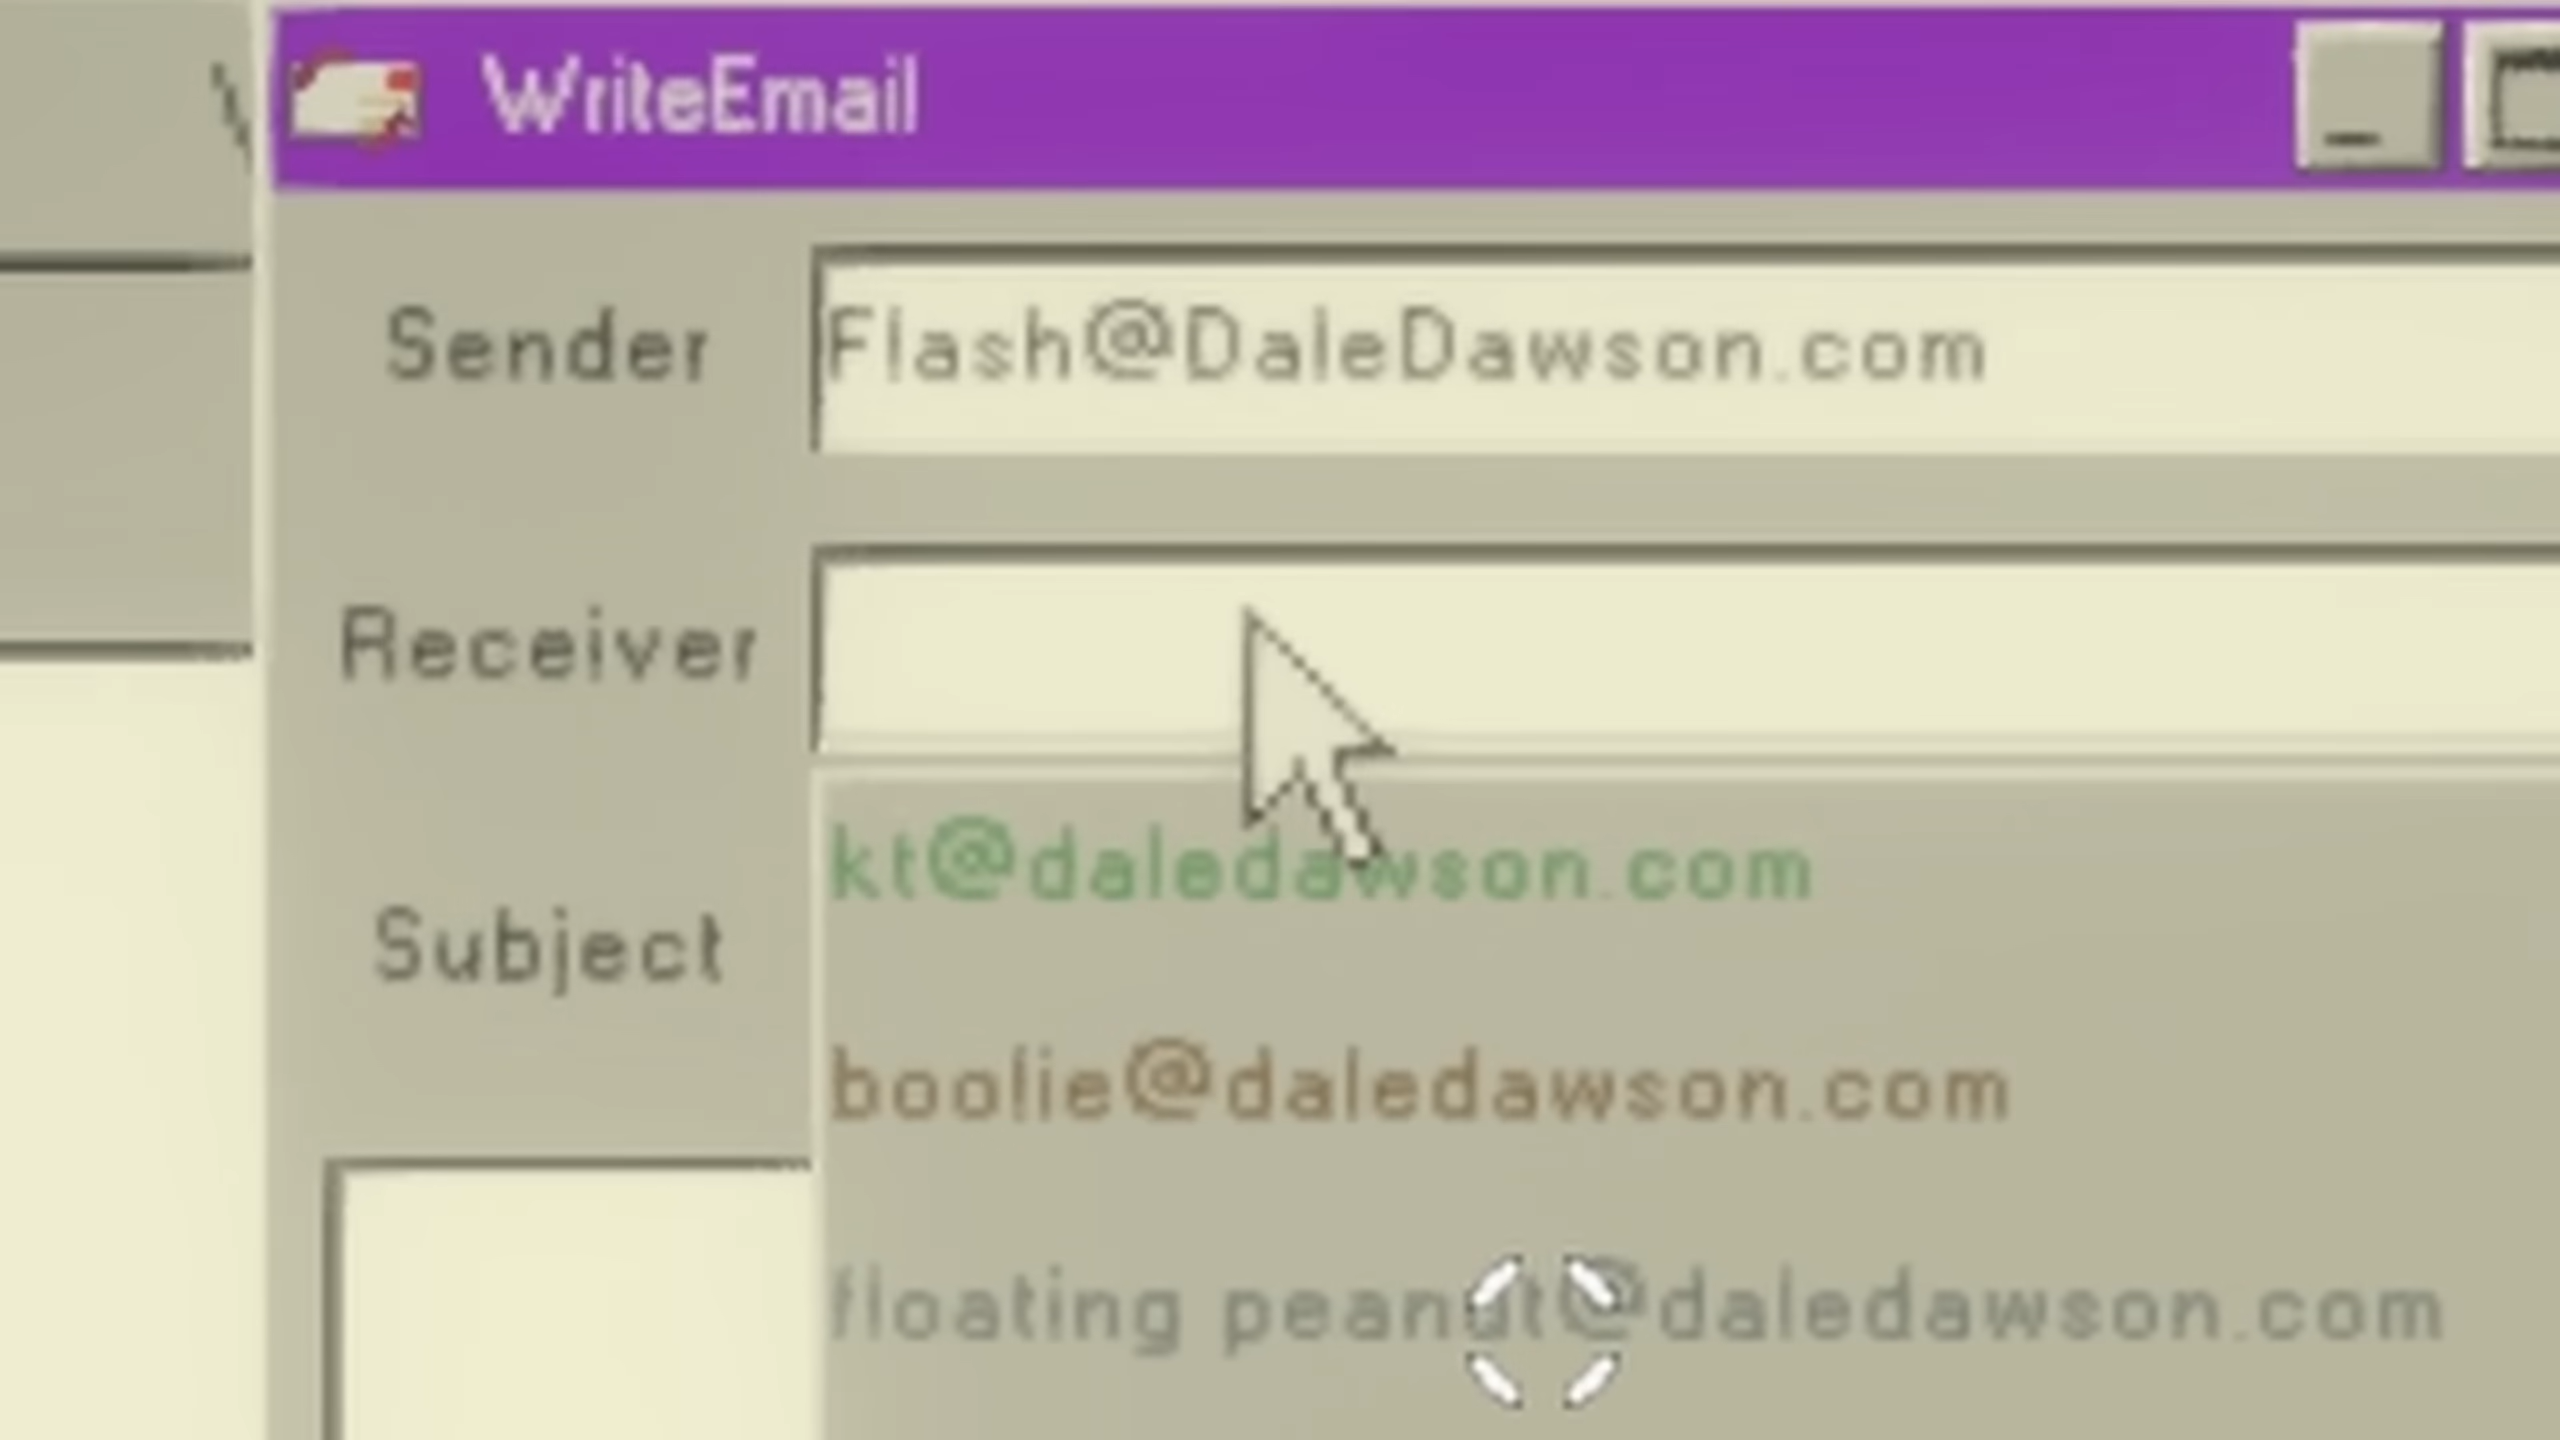 WriteEmail
Sender
Flash@DaleDawson.com
Receiver
kt@daledawson.com
Subject
boolie@daledawson.com
floating peanut@daledawson.com